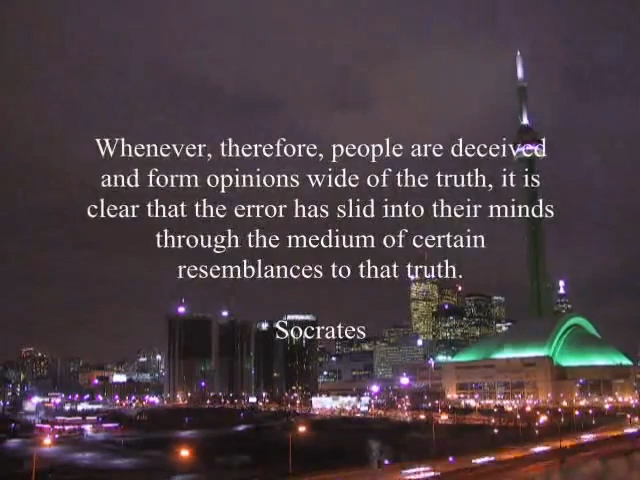 Whenever, therefore, people are deceived
and form opinions wide of the truth, it is
clear that the error has slid into their minds
through the medium of certain
resemblances to that truth.
Socrates